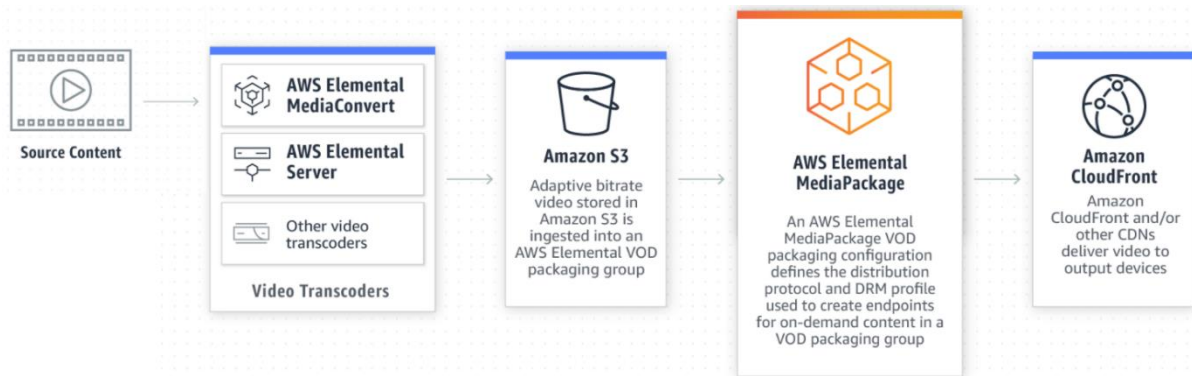 Source Content
AWS Elemental
MediaConvert
AWS Elemental
Server
Other video
transcoders
Video Transcoders
Amazon S3
Adaptive bitrate
video stored in
Amazon S3 is
ingested into an
AWS Elemental VOD
packaging group
AWS Elemental
MediaPackage
An AWS Elemental
MediaPackage VOD
packaging configuration
defines the distribution
protocol and DRM profile
used to create endpoints
for on-demand content in a
VOD packaging group
Amazon
CloudFront
Amazon
CloudFront and/or
other CDNs
deliver video to
output devices